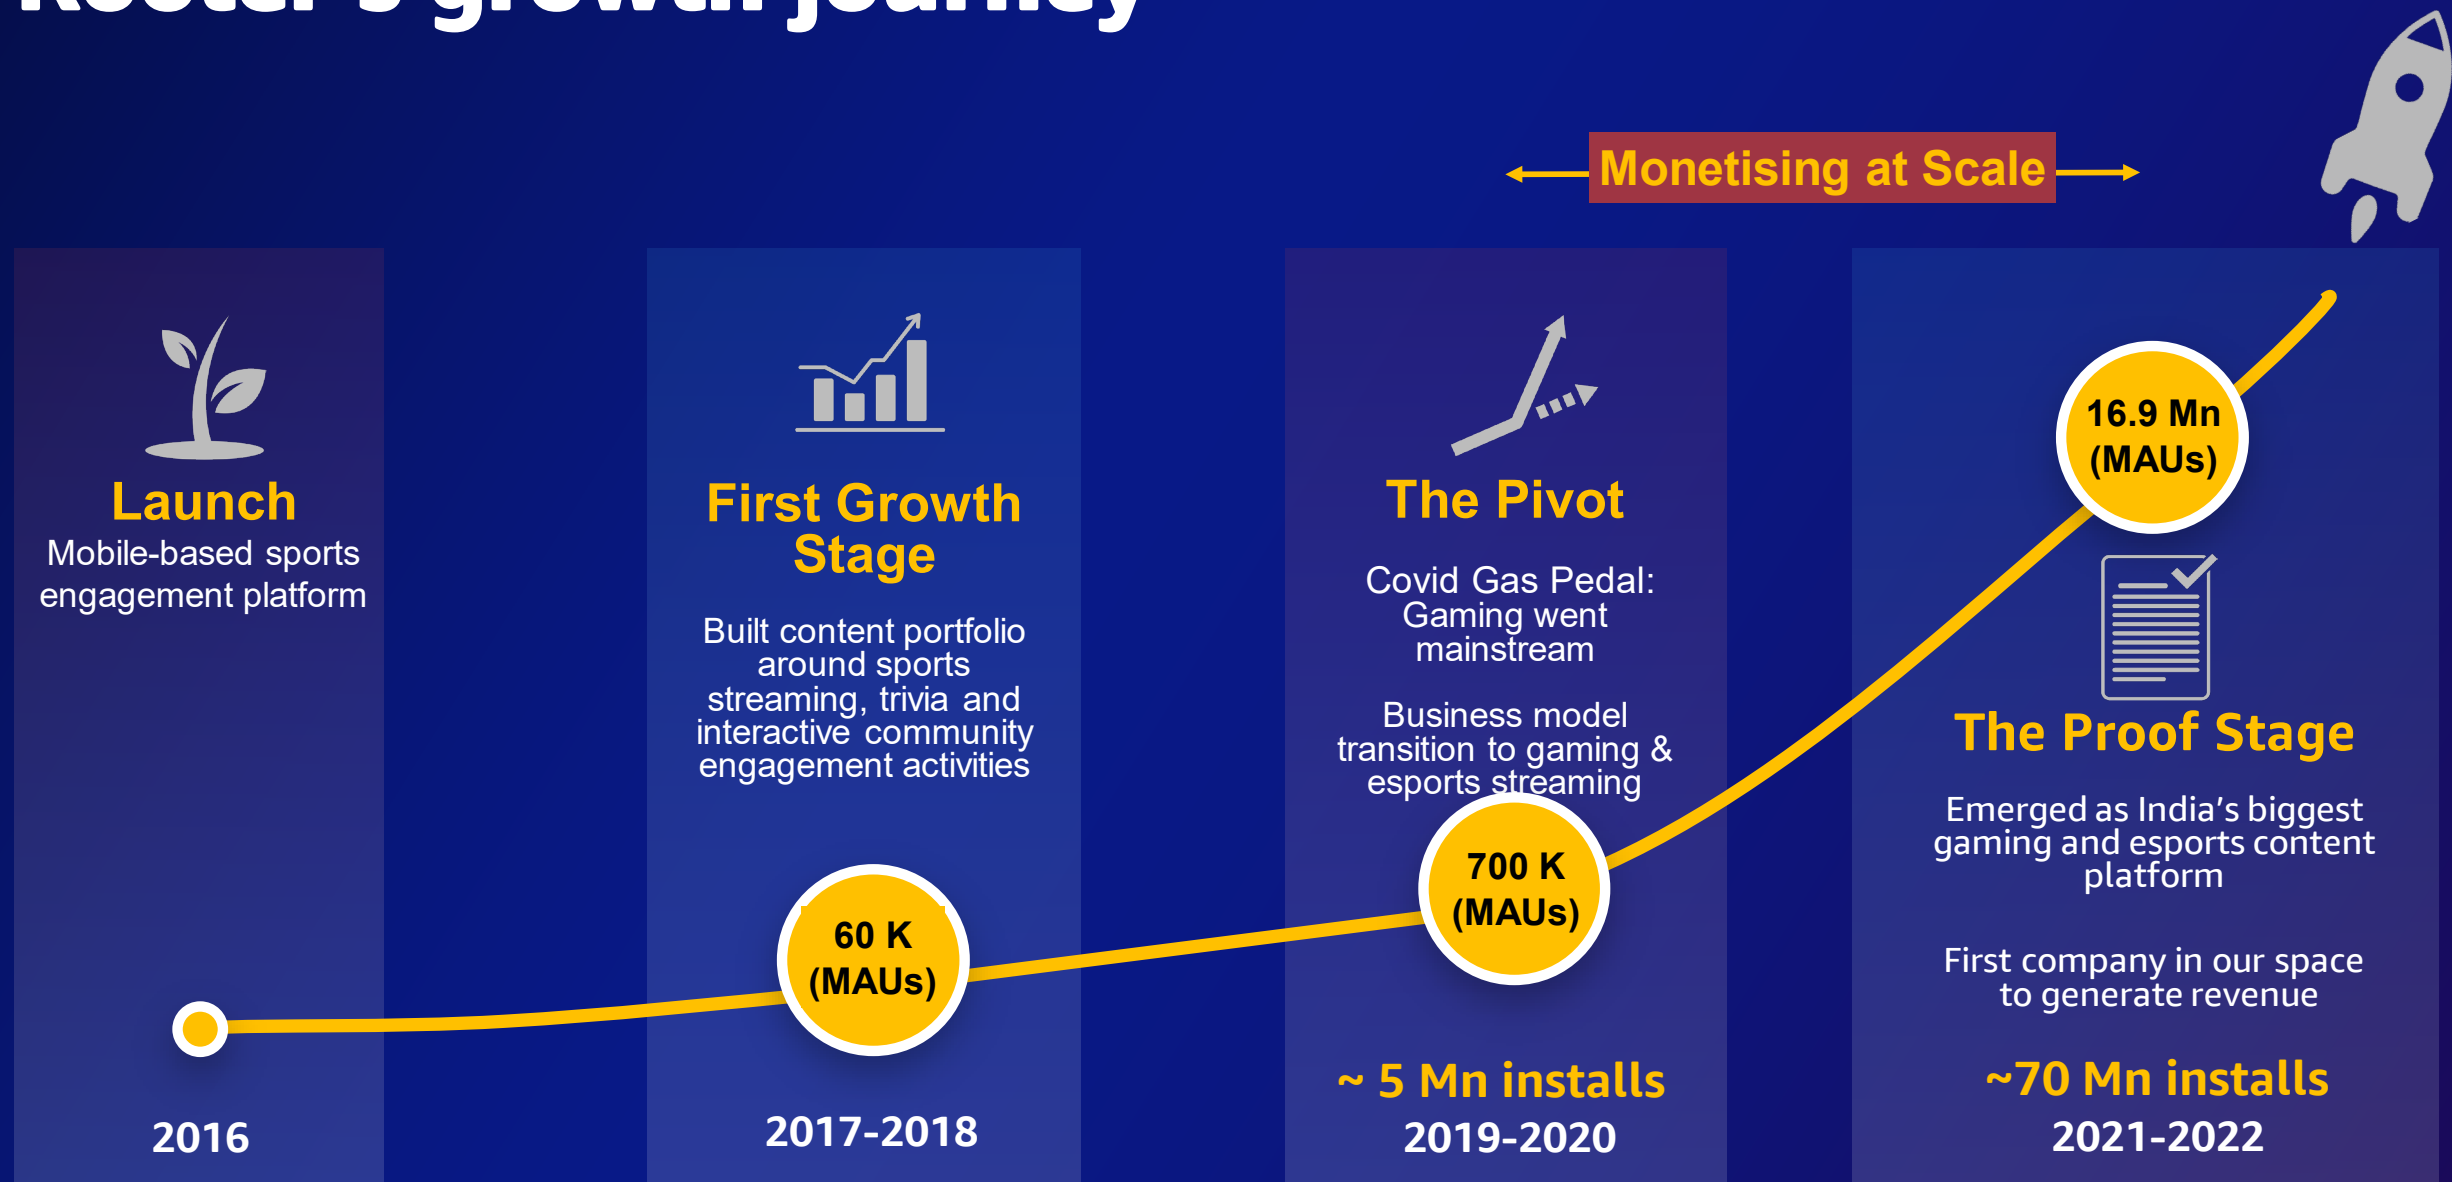 growth journey
Monetising at Scale
Launch
Mobile-based sports
engagement platform
2016
First Growth
Stage
Built content portfolio
around sports
streaming, trivia and
interactive community
engagement activities
60 K
(MAUs)
2017-2018
The Pivot
Covid Gas Pedal:
Gaming went
mainstream
Business model
transition to gaming &
esports streaming
700 K
(MAUs)
~ 5 Mn installs
2019-2020
16.9 Mn
(MAUs)
The Proof Stage
Emerged as India’s biggest
gaming and esports content
platform
First company in our space
to generate revenue
~70 Mn installs
2021-2022